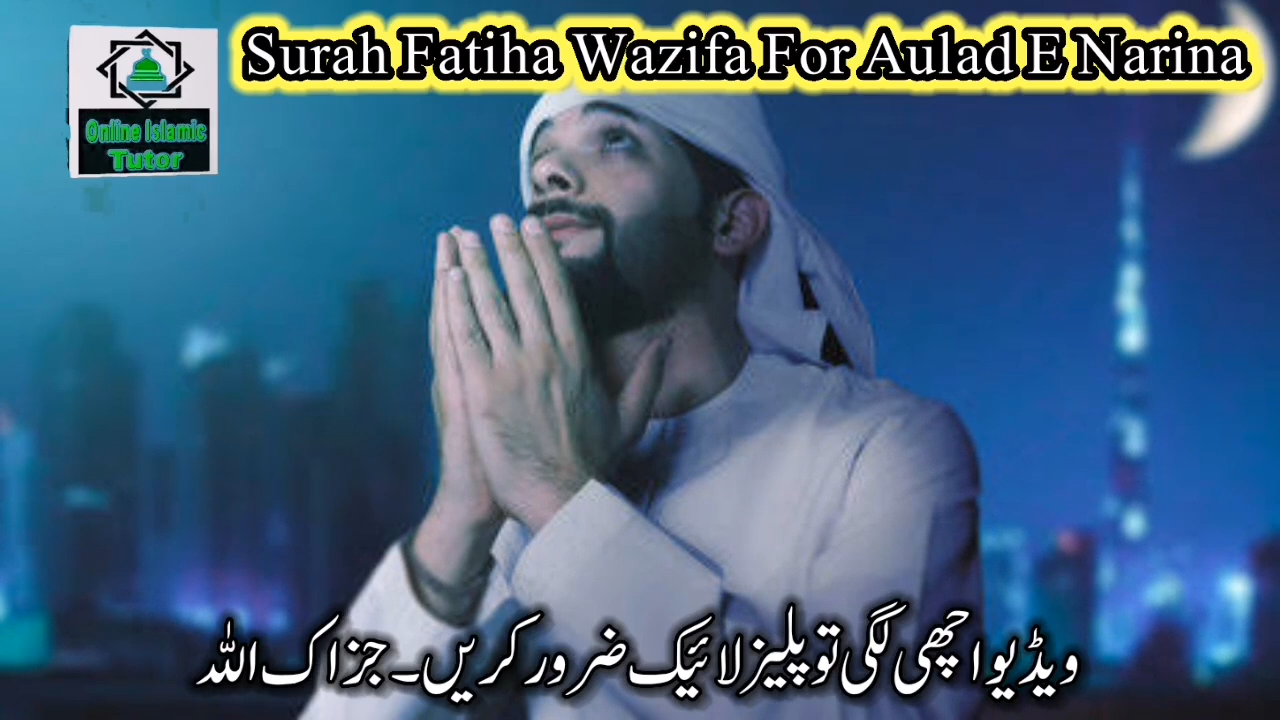 Surah Fatiha Wazifa For Aulad E Narina
Online Islamic
Tutor
ویڈیو اچھی لگی تو پلیز لائیک ضرور کریں۔ جزاک اللہ